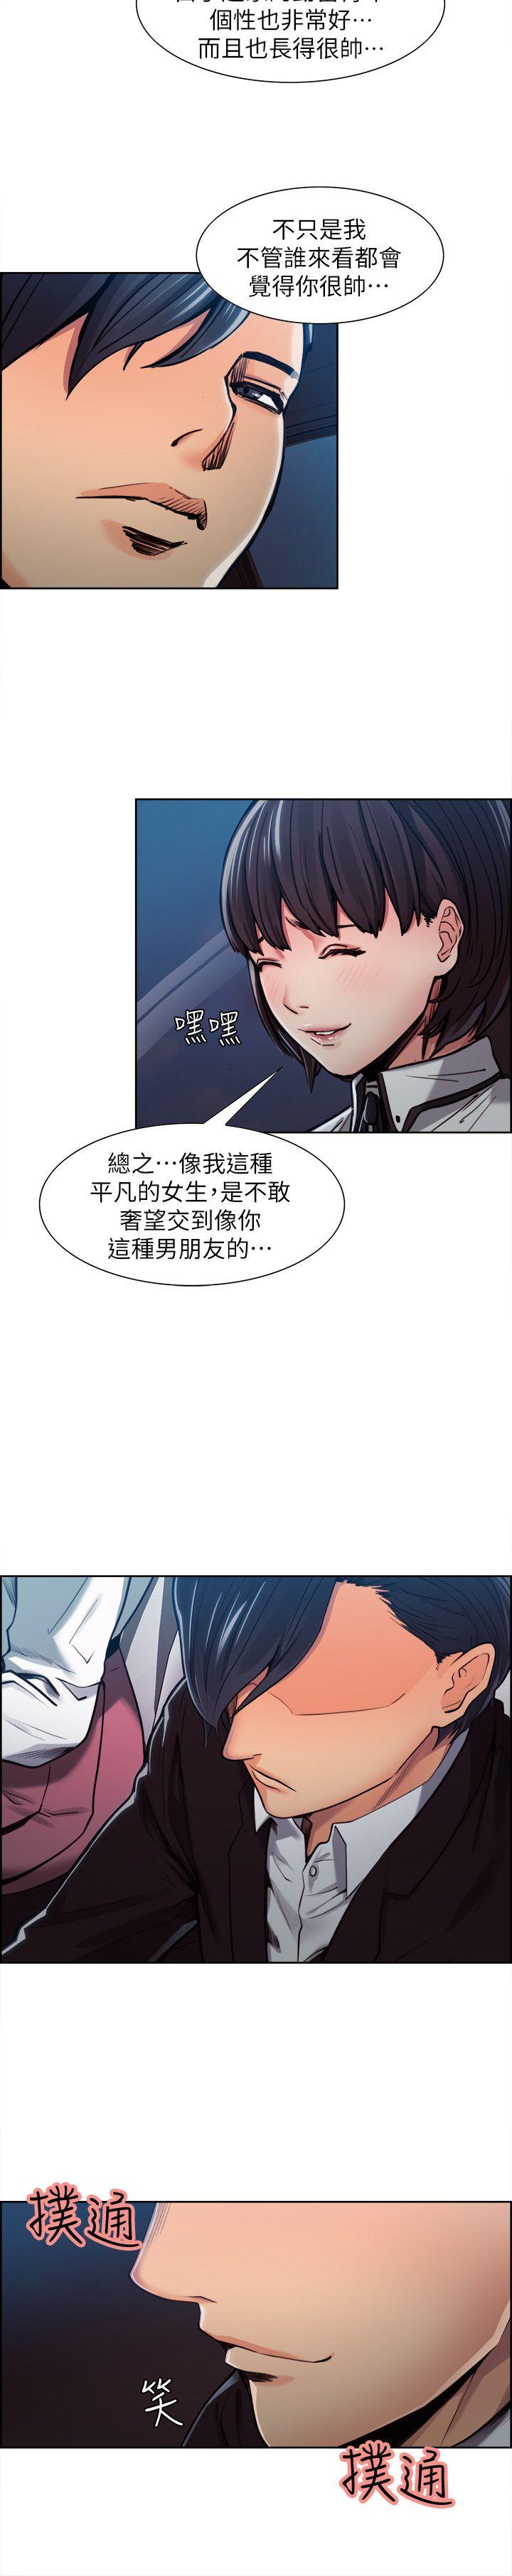 個性也非常好…
而且也長得很帥…
不只是我
不管誰來看都會
覺得你很帥…
嘿嘿
總之…像我這種
平凡的女生，是不敢
奢望交到像你
這種男朋友的…
撲通
笑
撲通